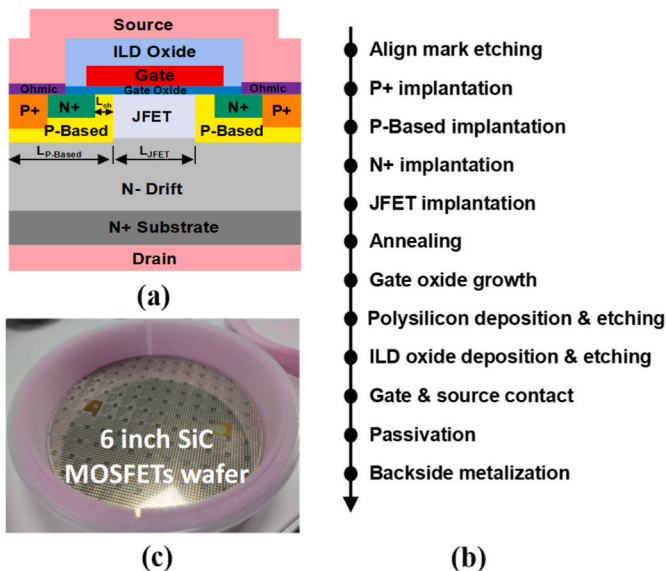 Source
ILD Oxide
Gate
Ohmic Gate Oxide Ohmic
P+ N+ Lch JFET N+ P+
P-Based P-Based
LP-Based LJFET
N- Drift
N+ Substrate
Drain
(a)
6 inch SiC
MOSFETs wafer
(c)
Align mark etching
P+ implantation
P-Based implantation
N+ implantation
JFET implantation
Annealing
Gate oxide growth
Polysilicon deposition & etching
ILD oxide deposition & etching
Gate & source contact
Passivation
Backside metalization
(b)